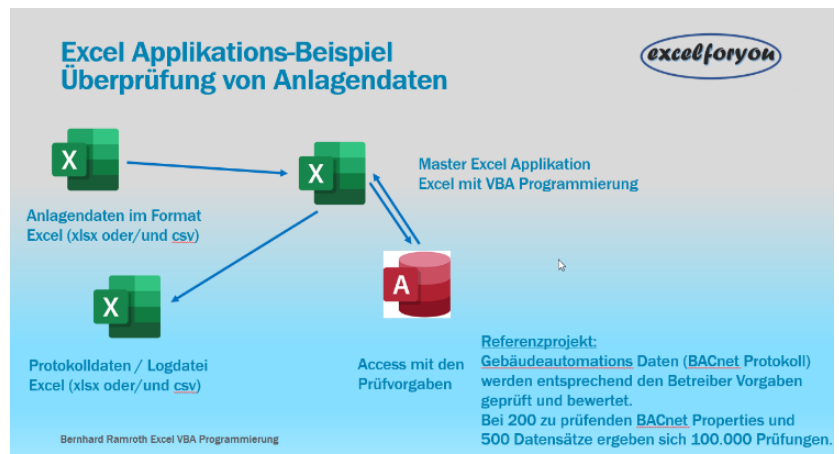 Excel Applikations-Beispiel
Überprüfung von Anlagendaten
excelforyou
X
X
Master Excel Applikation
Excel mit VBA Programmierung
Anlagendaten im Format
Excel (xlsx oder/und csv)
X
A
Protokolldaten / Logdatei
Excel (xlsx oder/und csv)
Access mit den
Prüfvorgaben
Referenzprojekt:
Gebäudeautomations Daten (BACnet Protokoll)
werden entsprechend den Betreiber Vorgaben
geprüft und bewertet.
Bei 200 zu prüfenden BACnet Properties und
500 Datensätze ergeben sich 100.000 Prüfungen.
Bernhard Ramroth Excel VBA Programmierung